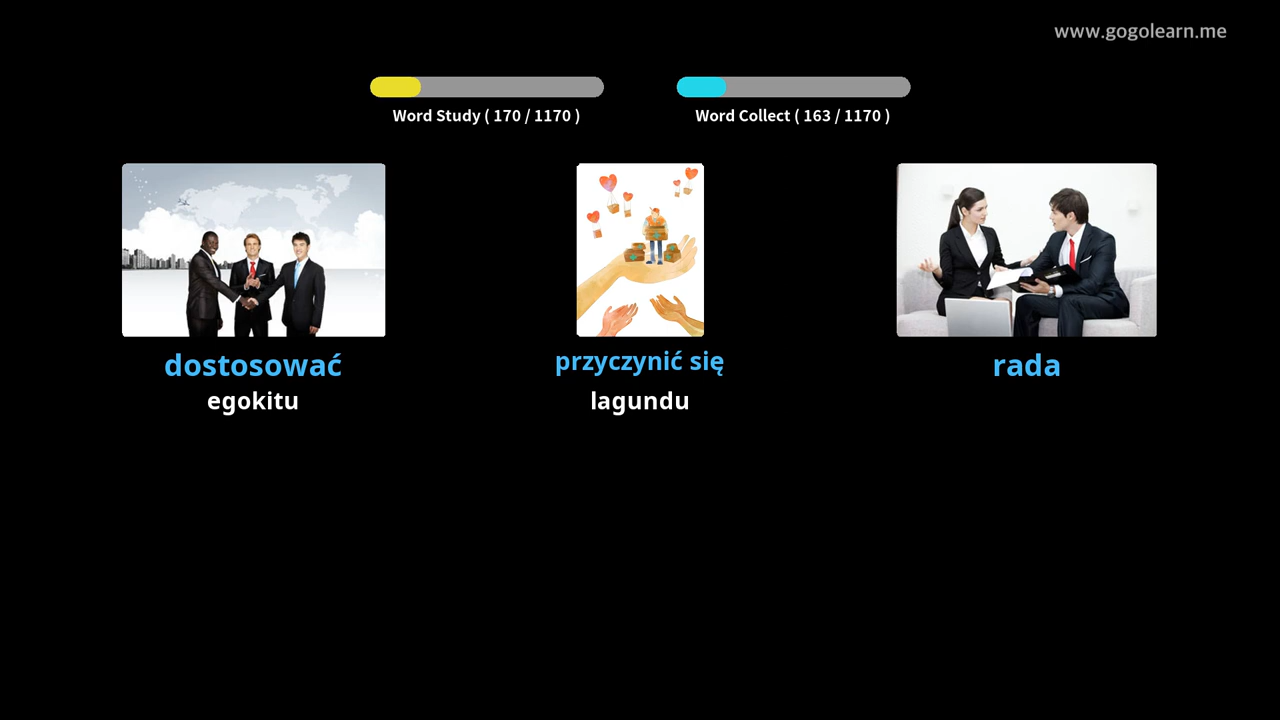 www.gogolearn.me
Word Study ( 170 / 1170 )
Word Collect ( 163 / 1170 )
dostosować
egokitu
przyczynić się
lagundu
rada